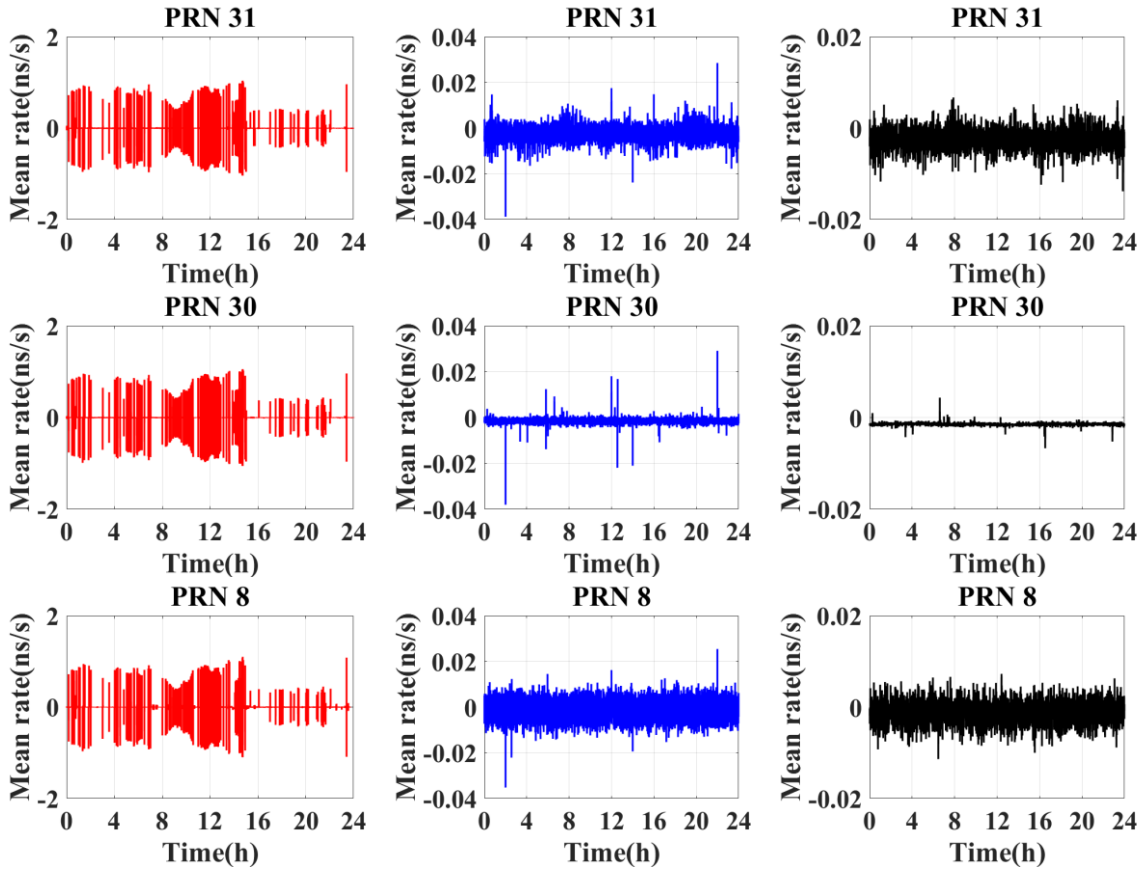 PRN 31 PRN 31 PRN 31
2 0.04 0.02
Mean rate(ns/s) Mean rate(ns/s) Mean rate(ns/s)
0.02
0 0 0
-0.02
-2 -0.04 -0.02
0 4 8 12 16 20 24 0 4 8 12 16 20 24 0 4 8 12 16 20 24
Time(h) Time(h) Time(h)
PRN 30 PRN 30 PRN 30
2 0.04 0.02
Mean rate(ns/s) Mean rate(ns/s) Mean rate(ns/s)
0.02
0 0 0
-0.02
-2 -0.04 -0.02
0 4 8 12 16 20 24 0 4 8 12 16 20 24 0 4 8 12 16 20 24
Time(h) Time(h) Time(h)
PRN 8 PRN 8 PRN 8
2 0.04 0.02
Mean rate(ns/s) Mean rate(ns/s) Mean rate(ns/s)
0.02
0 0 0
-0.02
-2 -0.04 -0.02
0 4 8 12 16 20 24 0 4 8 12 16 20 24 0 4 8 12 16 20 24
Time(h) Time(h) Time(h)